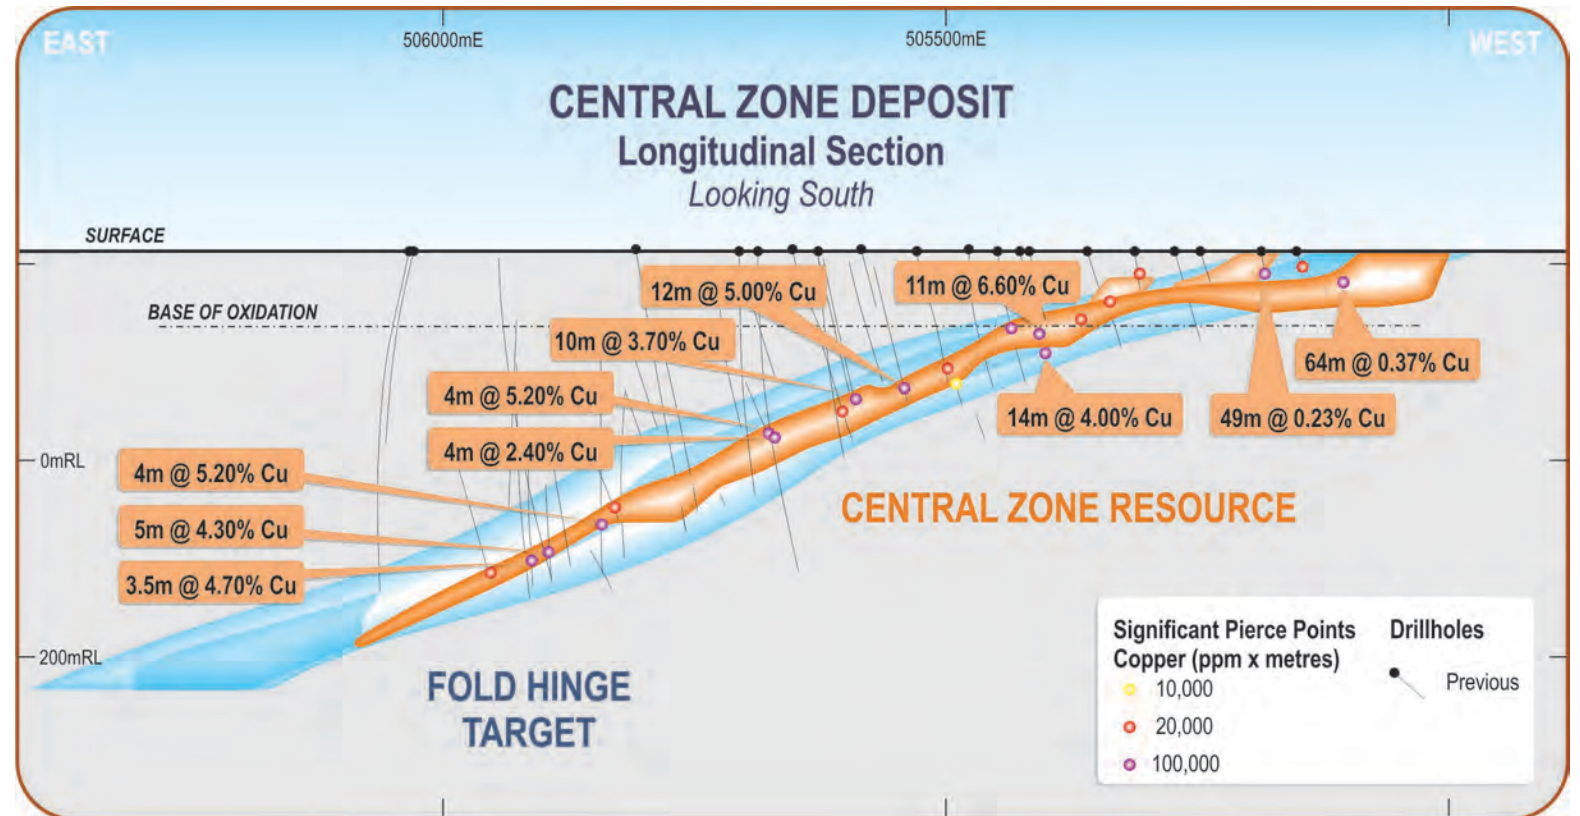 EAST
506000mE
505500mE
WEST
CENTRAL ZONE DEPOSIT
Longitudinal Section
Looking South
SURFACE
BASE OF OXIDATION
12m @ 5.00% Cu
11m @ 6.60% Cu
10m @ 3.70% Cu
64m @ 0.37% Cu
4m @ 5.20% Cu
14m @ 4.00% Cu
49m @ 0.23% Cu
4m @ 2.40% Cu
0mRL
4m @ 5.20% Cu
CENTRAL ZONE RESOURCE
5m @ 4.30% Cu
3.5m @ 4.70% Cu
200mRL
FOLD HINGE
TARGET
Significant Pierce Points
Copper (ppm x metres)
10,000
20,000
100,000
Drillholes
Previous